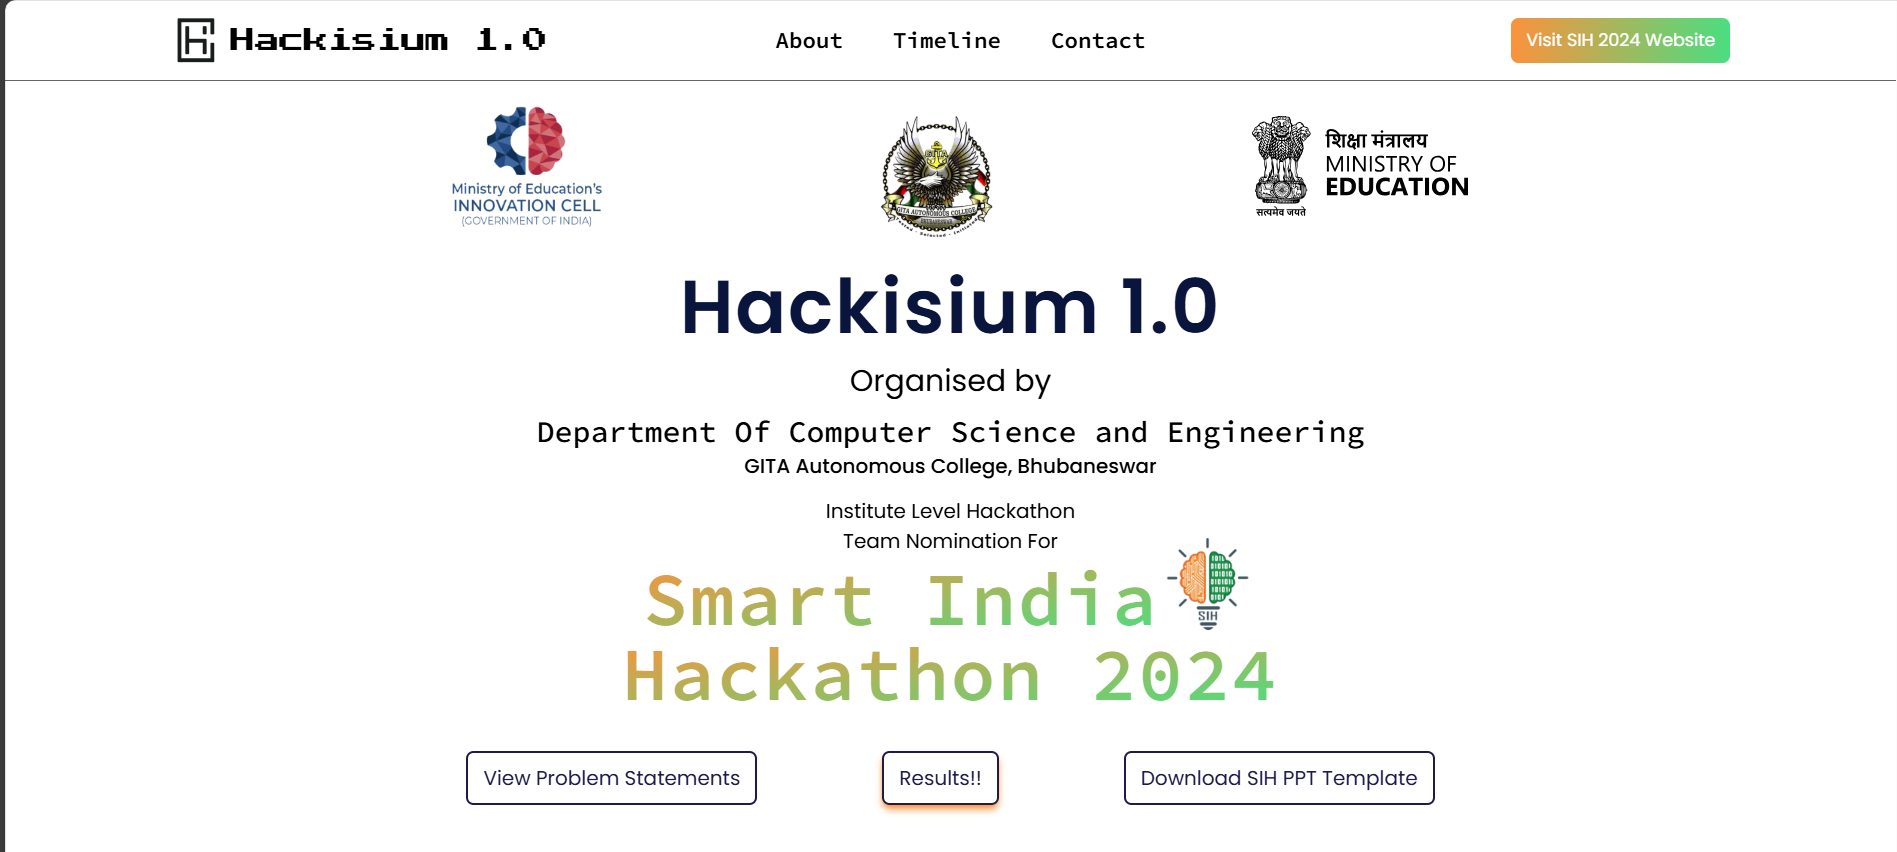 Hackisium 1.0
About
Timeline
Contact
Visit SIH 2024 Website
Ministry of Education's
INNOVATION CELL
(GOVERNMENT OF INDIA)
GITA
GITA AUTONOMOUS COLLEGE
BHUBANESWAR
शिक्षा मंत्रालय
MINISTRY OF
EDUCATION
सत्यमेव जयते
Hackisium 1.0
Organised by
Department Of Computer Science and Engineering
GITA Autonomous College, Bhubaneswar
Institute Level Hackathon
Team Nomination For
Smart India
SIH
Hackathon 2024
View Problem Statements
Results!!
Download SIH PPT Template